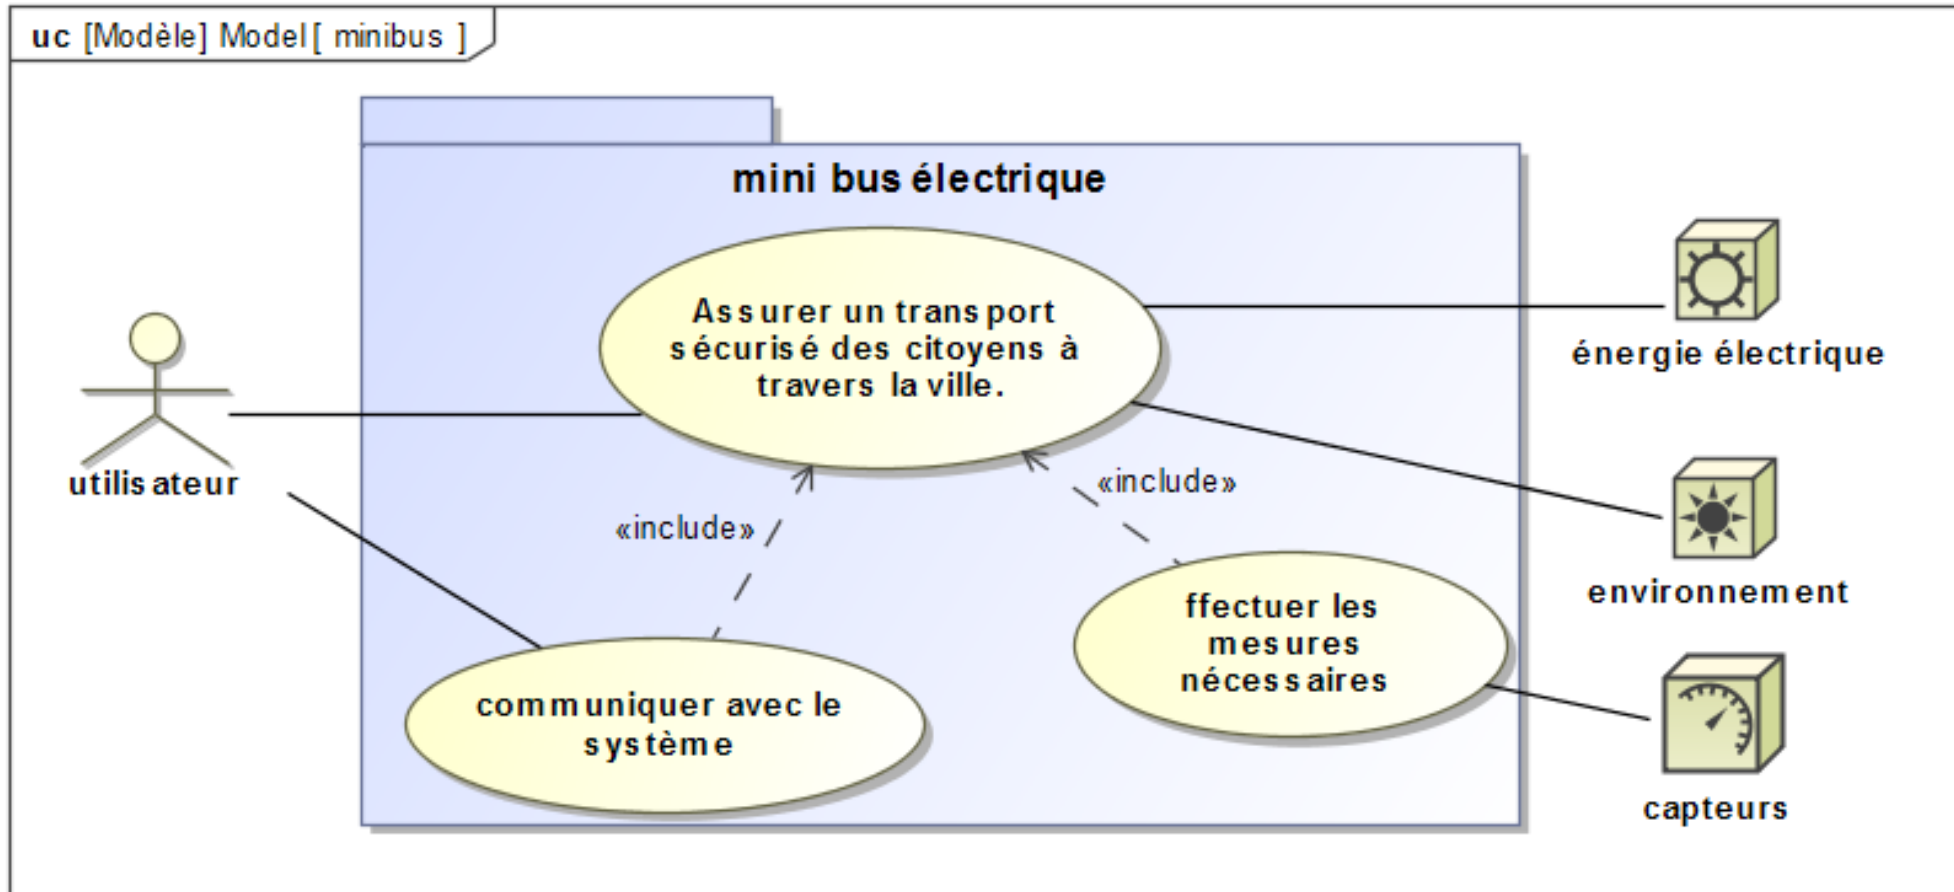 uc [Modèle] Model [ minibus ]
mini bus électrique
Assurer un transport
sécurisé des citoyens à
travers la ville.
énergie électrique
utilisateur
«include»
«include»
environnement
ffectuer les
mesures
nécessaires
communiquer avec le
système
capteurs